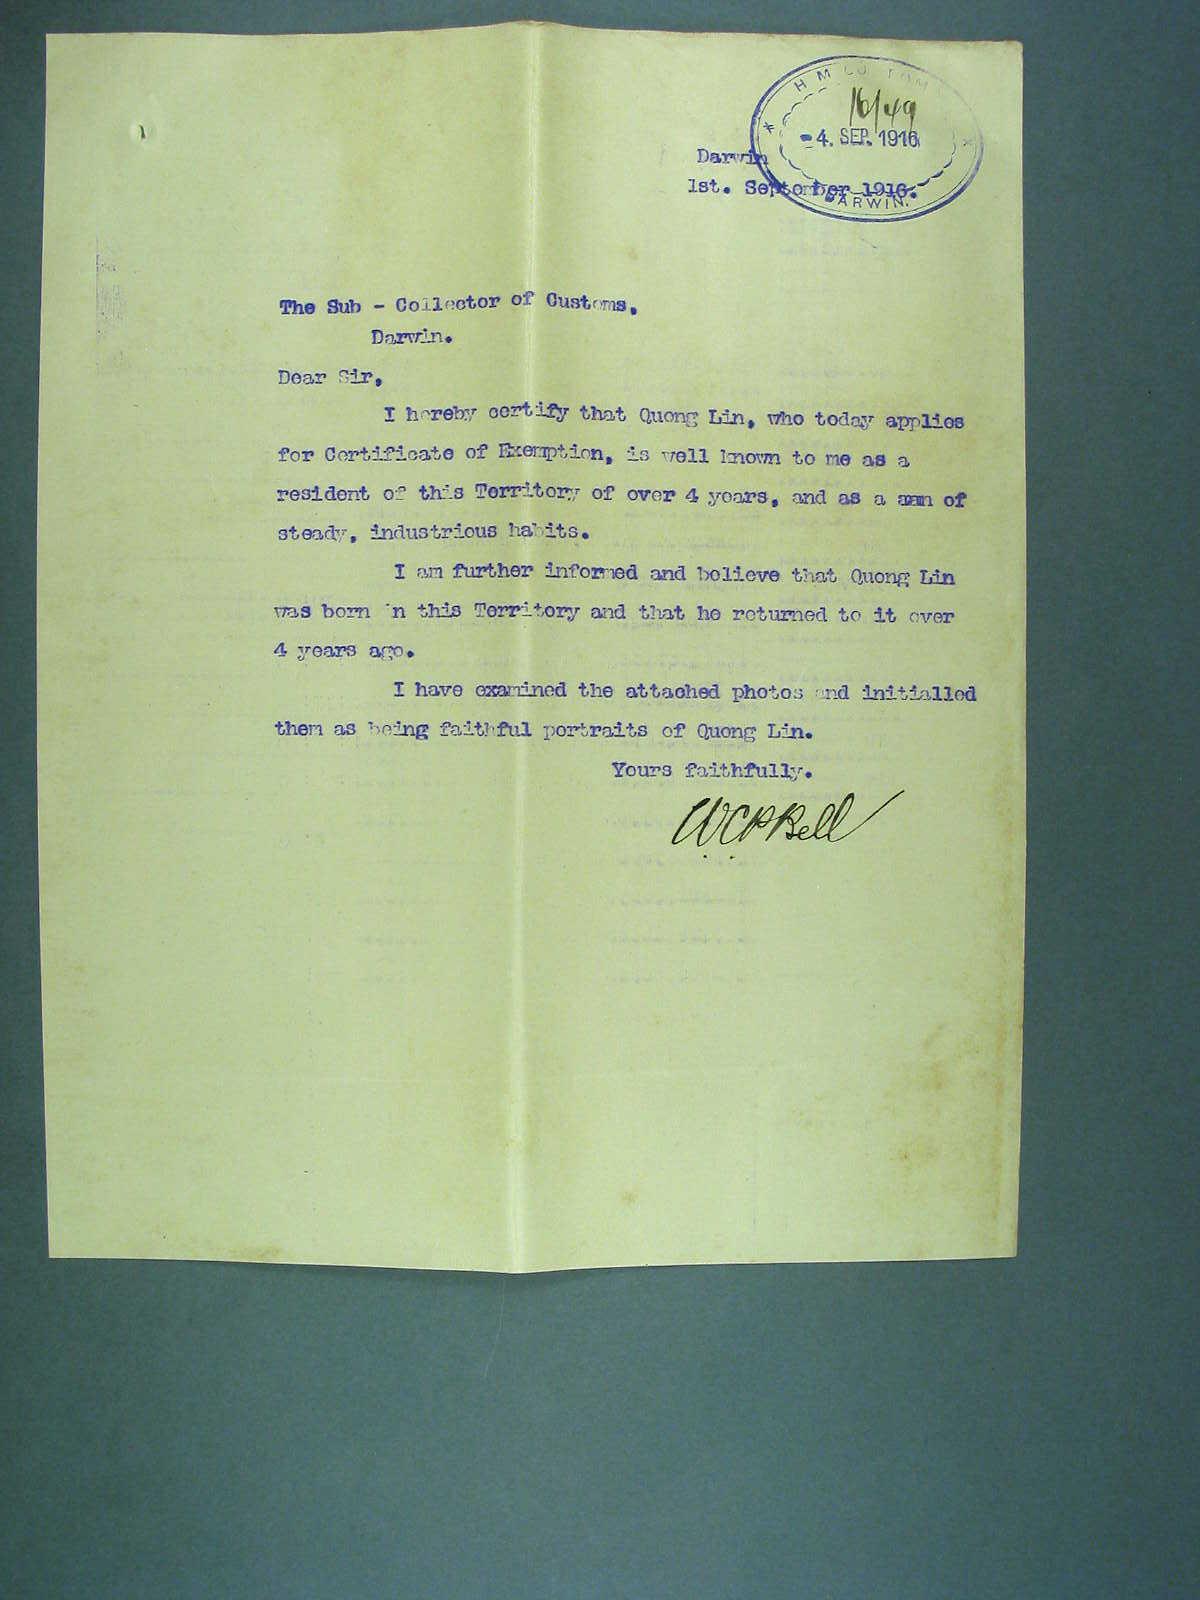 H M CUSTOMS
16/49
4. SEP. 1916
DARWIN.
Darwin
1st. September 1916.
The Sub - Collector of Customs,
Darwin.
Dear Sir,
I hereby certify that Quong Lin, who today applies
for Certificate of Exemption, is well known to me as a
resident of this Territory of over 4 years, and as a man of
steady, industrious habits.
I am further informed and believe that Quong Lin
was born in this Territory and that he returned to it over
4 years ago.
I have examined the attached photos and initialled
them as being faithful portraits of Quong Lin.
Yours faithfully.
WCPBell